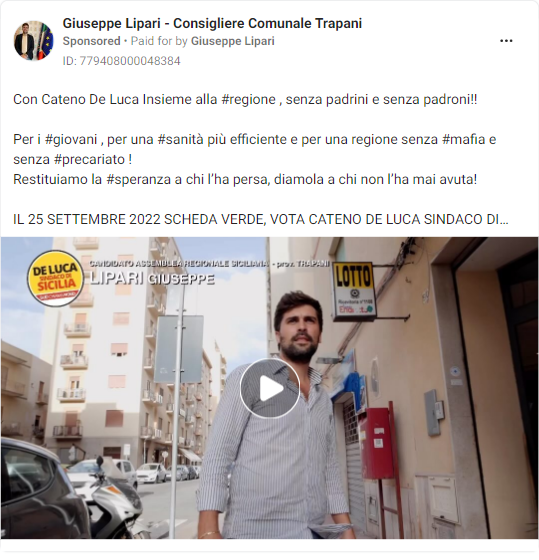 Giuseppe Lipari - Consigliere Comunale Trapani
Sponsored • Paid for by Giuseppe Lipari
ID: 779408000048384
Con Cateno De Luca Insieme alla #regione , senza padrini e senza padroni!!
Per i #giovani , per una #sanità più efficiente e per una regione senza #mafia e
senza #precariato !
Restituiamo la #speranza a chi l'ha persa, diamola a chi non l'ha mai avuta!
IL 25 SETTEMBRE 2022 SCHEDA VERDE, VOTA CATENO DE LUCA SINDACO DI...
DE LUCA
SINDACO DI
SICILIA
CANDIDATO ASSEMBLEA REGIONALE SICILIANA - prov. TRAPANI
LIPARI GIUSEPPE
LOTTO